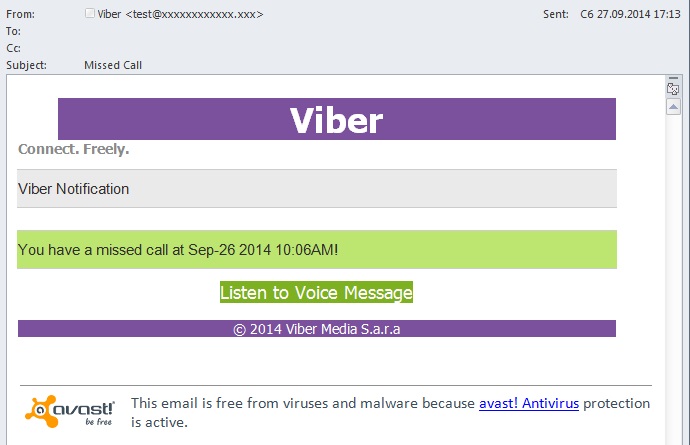 From: Viber <test@xxxxxxxxxxxx.xxx> Sent: Сб 27.09.2014 17:13
To:
Cc:
Subject: Missed Call
Viber
Connect. Freely.
Viber Notification
You have a missed call at Sep-26 2014 10:06AM!
Listen to Voice Message
© 2014 Viber Media S.a.r.a
avast! be free
This email is free from viruses and malware because avast! Antivirus protection
is active.